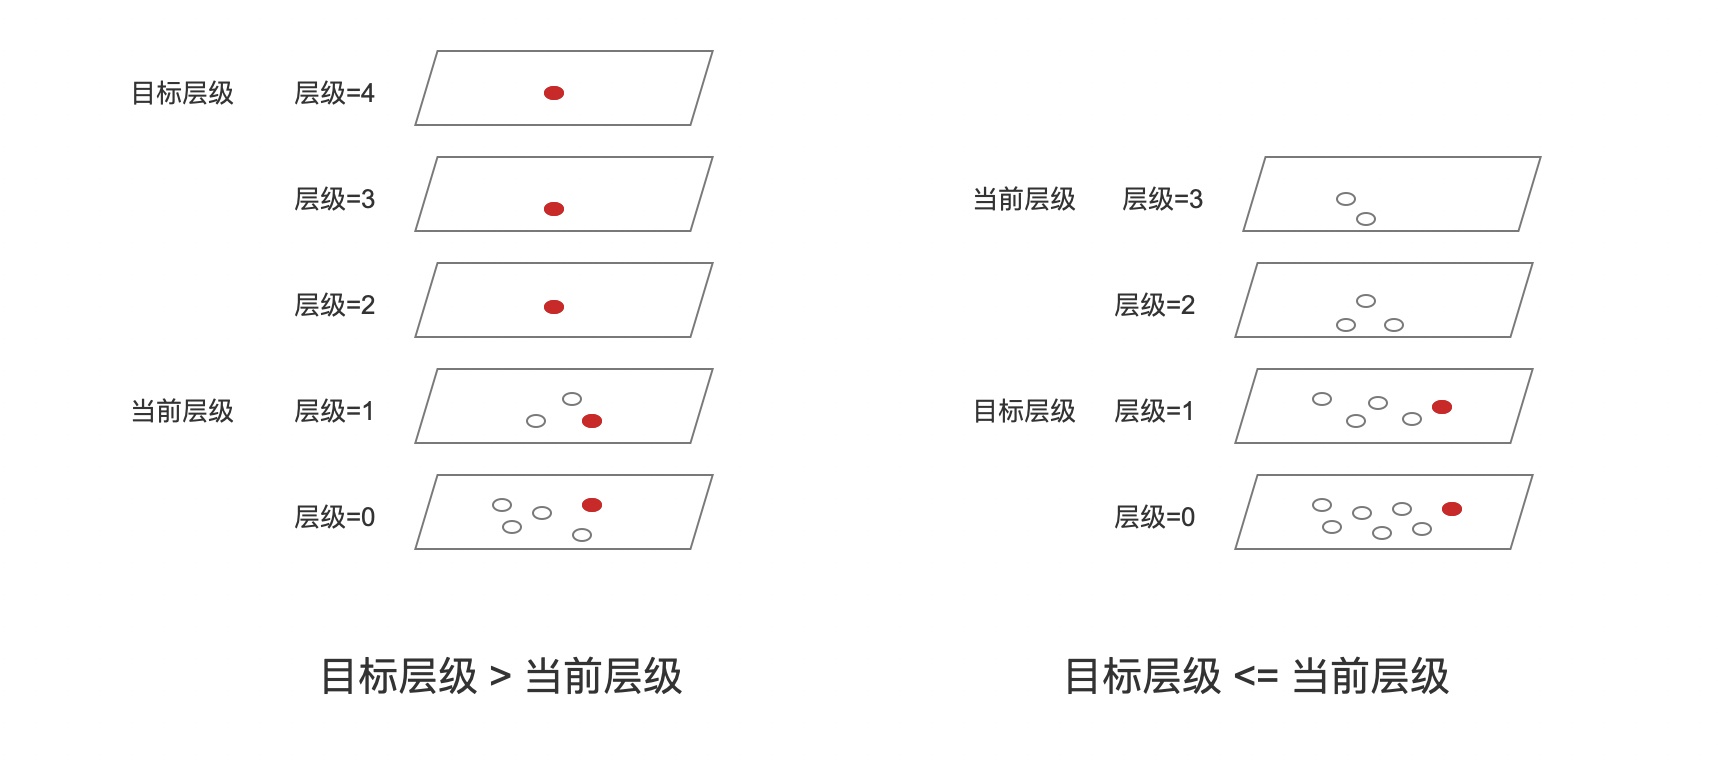 目标层级 层级=4
层级=3
层级=2
当前层级 层级=1
层级=0
目标层级 > 当前层级
当前层级 层级=3
层级=2
目标层级 层级=1
层级=0
目标层级 <= 当前层级